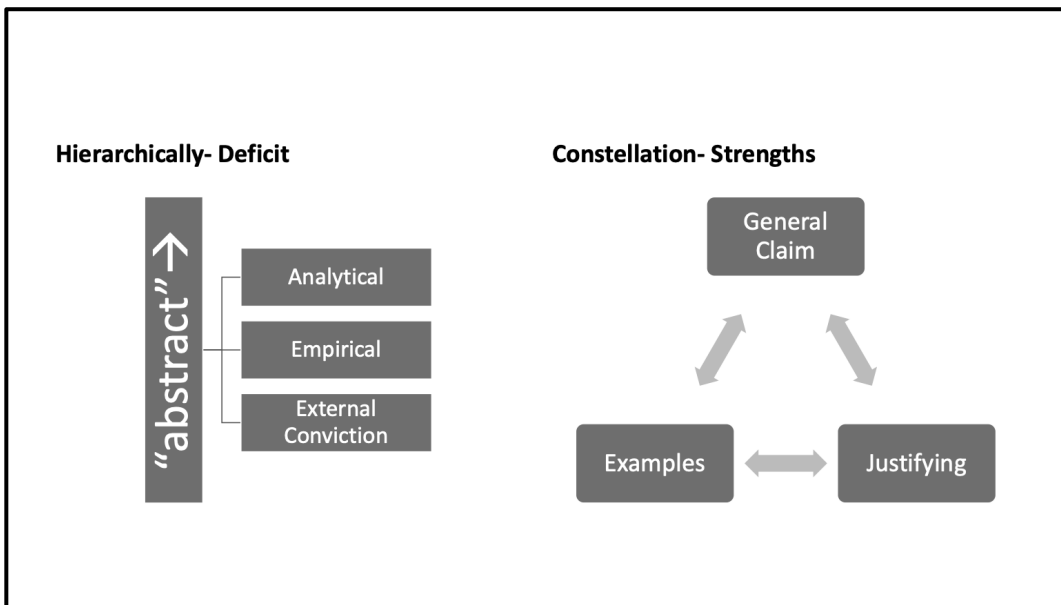 Hierarchically- Deficit
“abstract”→
Analytical
Empirical
External
Conviction
Constellation- Strengths
General
Claim
Examples
Justifying